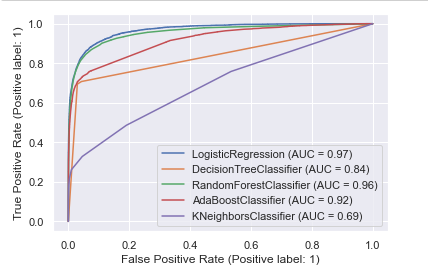 True Positive Rate (Positive label: 1)
1.0
0.8
0.6
0.4
0.2
0.0
LogisticRegression (AUC = 0.97)
DecisionTreeClassifier (AUC = 0.84)
RandomForestClassifier (AUC = 0.96)
AdaBoostClassifier (AUC = 0.92)
KNeighborsClassifier (AUC = 0.69)
0.0 0.2 0.4 0.6 0.8 1.0
False Positive Rate (Positive label: 1)